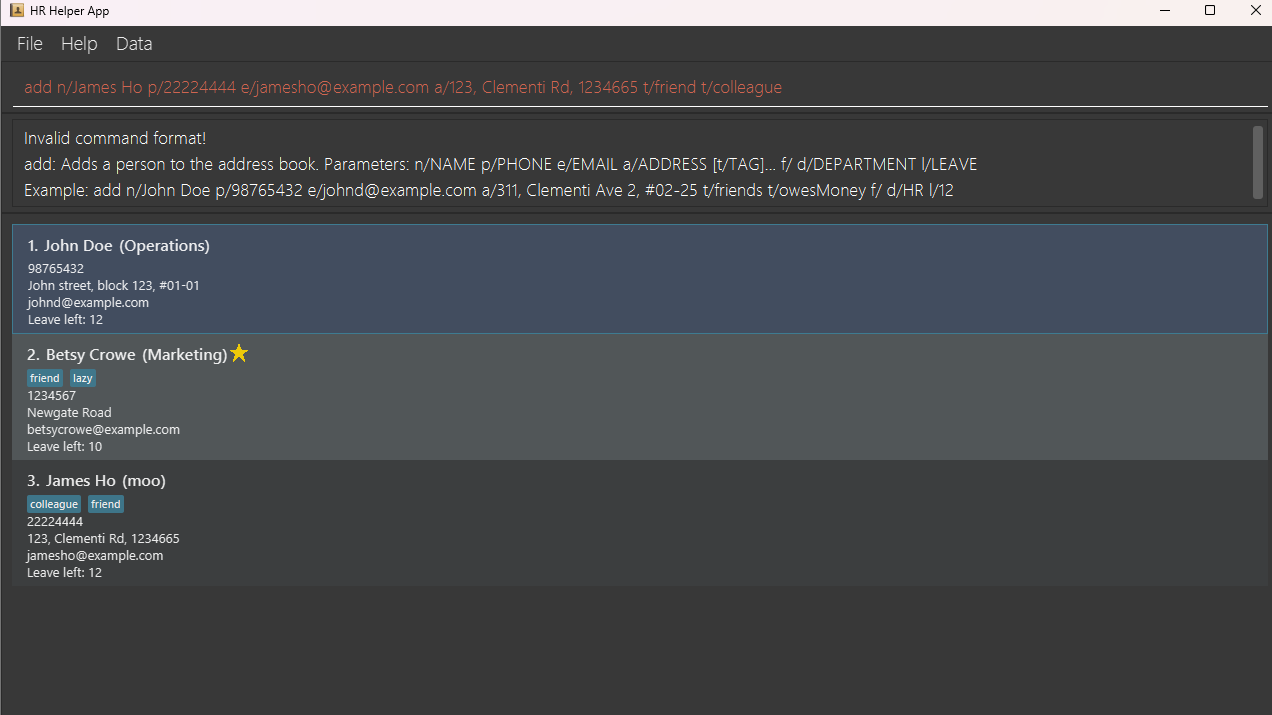 HR Helper App
File Help Data
add n/James Ho p/22224444 e/jamesho@example.com a/123, Clementi Rd, 1234665 t/friend t/colleague
Invalid command format!
add: Adds a person to the address book. Parameters: n/NAME p/PHONE e/EMAIL a/ADDRESS [t/TAG]... f/ d/DEPARTMENT l/LEAVE
Example: add n/John Doe p/98765432 e/johnd@example.com a/311, Clementi Ave 2, #02-25 t/friends t/owesMoney f/ d/HR l/12
1. John Doe (Operations)
98765432
John street, block 123, #01-01
johnd@example.com
Leave left: 12
2. Betsy Crowe (Marketing)
friend lazy
1234567
Newgate Road
betsycrowe@example.com
Leave left: 10
3. James Ho (moo)
colleague friend
22224444
123, Clementi Rd, 1234665
jamesho@example.com
Leave left: 12